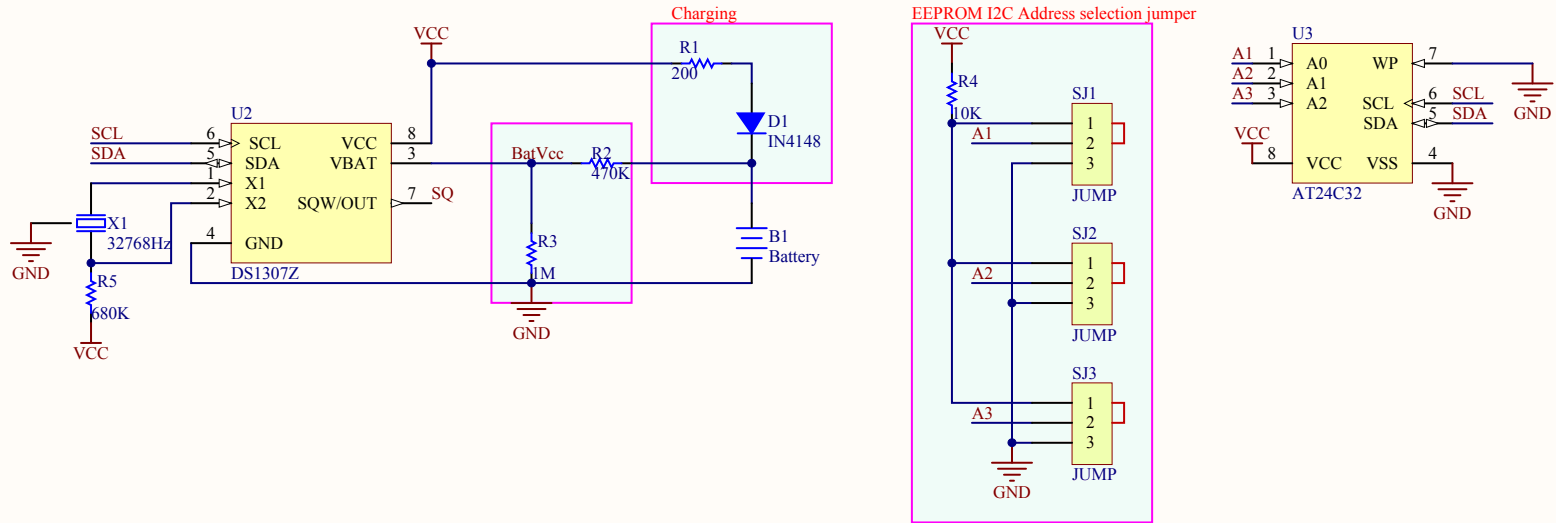 Charging
EEPROM I2C Address selection jumper
VCC
R1
200
D1
IN4148
U2
SCL 6 SCL VCC 8
SDA 5 SDA VBAT 3
1 X1
2 X2 SQW/OUT 7 SQ
4 GND
DS1307Z
BatVcc
R2
470K
R3
1M
GND
B1
Battery
X1
32768Hz
GND
R5
680K
VCC
VCC
R4
10K
SJ1
1
A1 2
3
JUMP
SJ2
1
A2 2
3
JUMP
SJ3
1
A3 2
3
JUMP
GND
U3
A1 1 A0 WP 7
A2 2 A1
A3 3 A2 SCL 6 SCL
SDA 5 SDA
VCC
8 VCC VSS 4
AT24C32
GND
GND